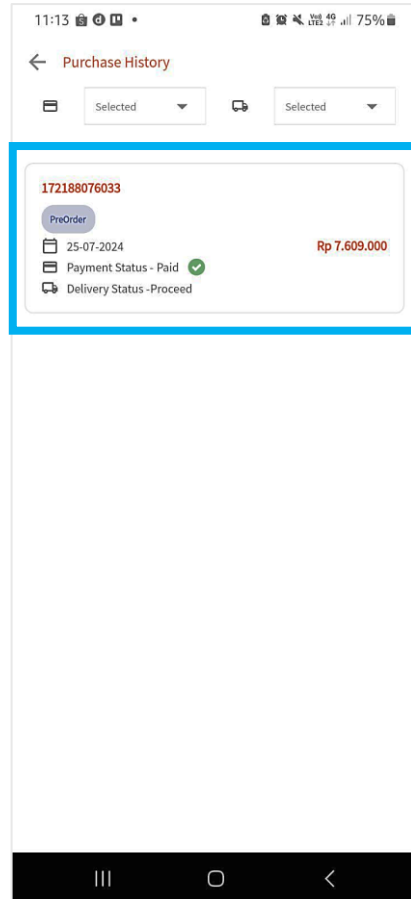 11:13
75%
Purchase History
Selected
Selected
172188076033
PreOrder
25-07-2024
Rp 7.609.000
Payment Status - Paid
Delivery Status -Proceed